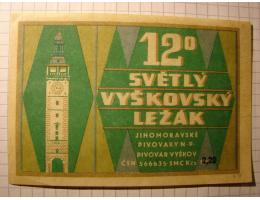 12°
SVĚTLÝ
VYŠKOVSKÝ
LEŽÁK
JIHOMORAVSKÉ
PIVOVARY N·P·
PIVOVAR VYŠKOV
ČSN 566635 SMC Kčs 2,20